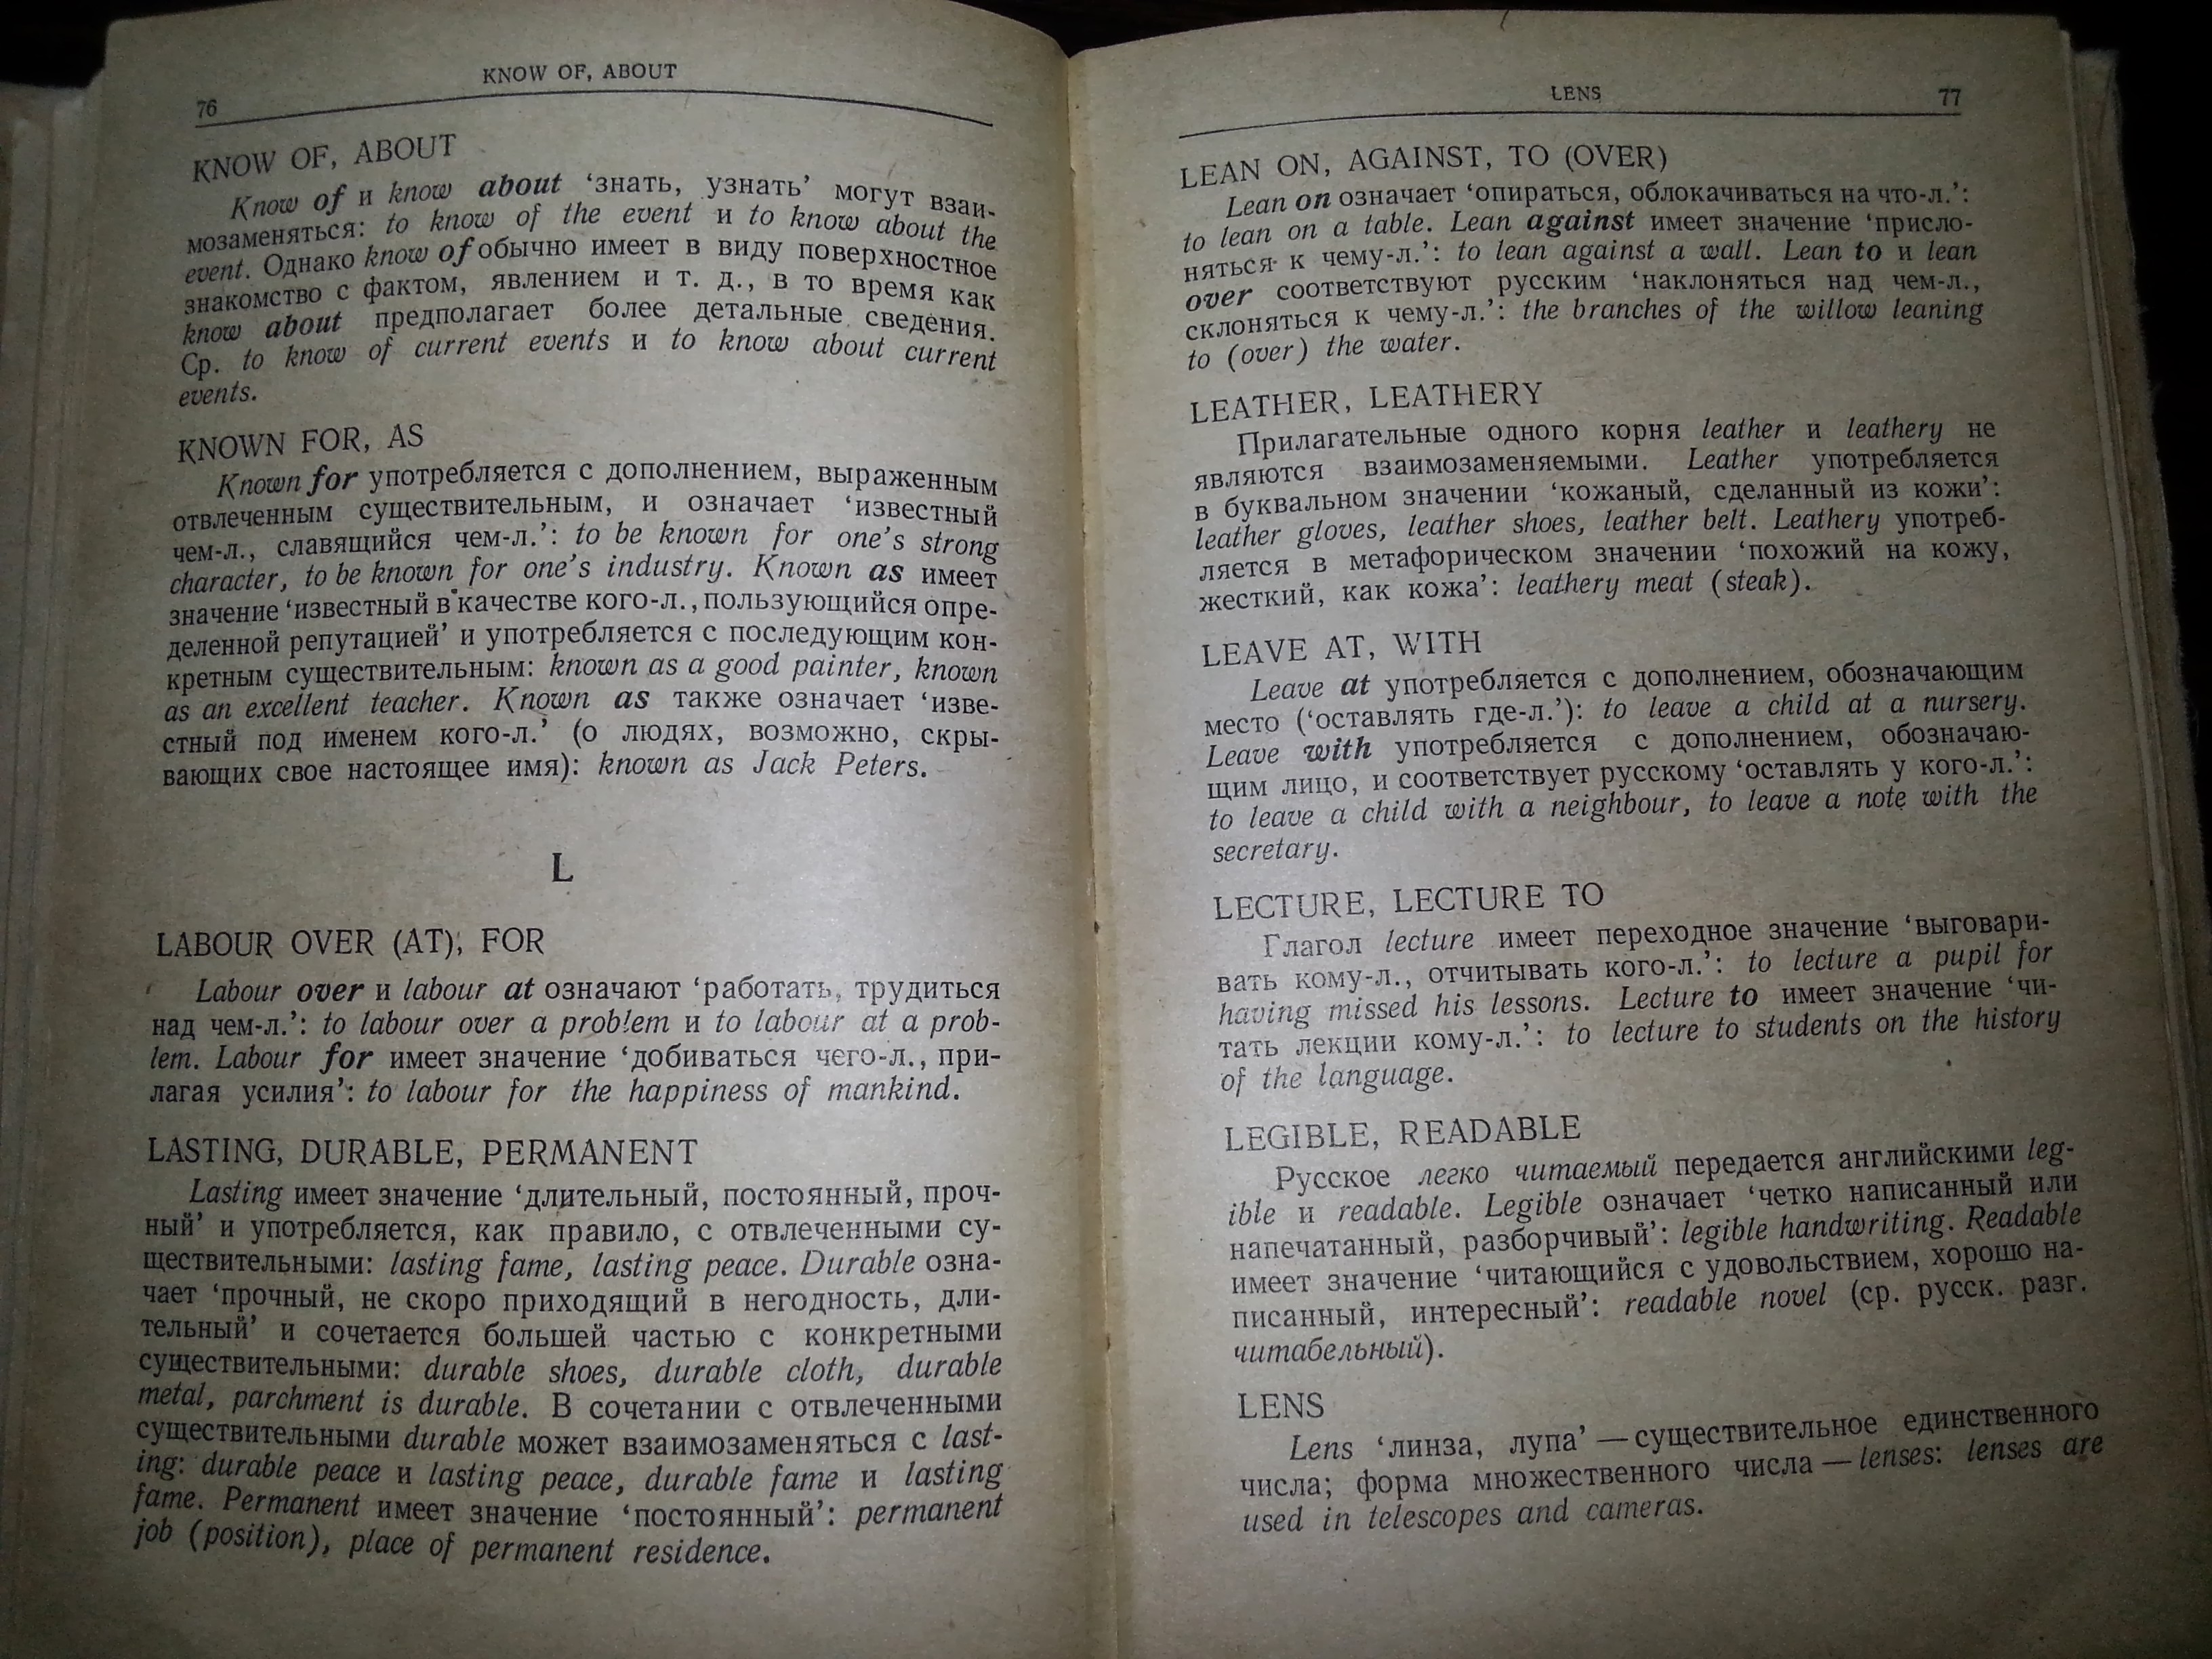 76
KNOW OF, ABOUT
KNOW OF, ABOUT
Know of и know about ‘знать, узнать’ могут взаи-
мозаменяться: to know of the event и to know about the
event. Однако know of обычно имеет в виду поверхностное
знакомство с фактом, явлением и т. д., в то время как
know about предполагает более детальные сведения.
Ср. to know of current events и to know about current
events.
KNOWN FOR, AS
Known for употребляется с дополнением, выраженным
отвлеченным существительным, и означает ‘известный
чем-л., славящийся чем-л.’: to be known for one’s strong
character, to be known for one’s industry. Known as имеет
значение ‘известный в качестве кого-л., пользующийся опре-
деленной репутацией’ и употребляется с последующим кон-
кретным существительным: known as a good painter, known
as an excellent teacher. Known as также означает ‘изве-
стный под именем кого-л.’ (о людях, возможно, скры-
вающих свое настоящее имя): known as Jack Peters.
L
LABOUR OVER (AT), FOR
Labour over и labour at означают ‘работать, трудиться
над чем-л.’: to labour over a problem и to labour at a prob-
lem. Labour for имеет значение ‘добиваться чего-л., при-
лагая усилия’: to labour for the happiness of mankind.
LASTING, DURABLE, PERMANENT
Lasting имеет значение ‘длительный, постоянный, проч-
ный’ и употребляется, как правило, с отвлеченными су-
ществительными: lasting fame, lasting peace. Durable озна-
чает ‘прочный, не скоро приходящий в негодность, дли-
тельный’ и сочетается большей частью с конкретными
существительными: durable shoes, durable cloth, durable
metal, parchment is durable. В сочетании с отвлеченными
существительными durable может взаимозаменяться с last-
ing: durable peace и lasting peace, durable fame и lasting
fame. Permanent имеет значение ‘постоянный’: permanent
job (position), place of permanent residence.
LENS
77
LEAN ON, AGAINST, TO (OVER)
Lean on означает ‘опираться, облокачиваться на что-л.’:
to lean on a table. Lean against имеет значение ‘присло-
няться к чему-л.’: to lean against a wall. Lean to и lean
over соответствуют русским ‘наклоняться над чем-л.,
склоняться к чему-л.’: the branches of the willow leaning
to (over) the water.
LEATHER, LEATHERY
Прилагательные одного корня leather и leathery не
являются взаимозаменяемыми. Leather употребляется
в буквальном значении ‘кожаный, сделанный из кожи’:
leather gloves, leather shoes, leather belt. Leathery употреб-
ляется в метафорическом значении ‘похожий на кожу,
жесткий, как кожа’: leathery meat (steak).
LEAVE AT, WITH
Leave at употребляется с дополнением, обозначающим
место (‘оставлять где-л.’): to leave a child at a nursery.
Leave with употребляется с дополнением, обозначаю-
щим лицо, и соответствует русскому ‘оставлять у кого-л.’:
to leave a child with a neighbour, to leave a note with the
secretary.
LECTURE, LECTURE TO
Глагол lecture имеет переходное значение ‘выговари-
вать кому-л., отчитывать кого-л.’: to lecture a pupil for
having missed his lessons. Lecture to имеет значение ‘чи-
тать лекции кому-л.’: to lecture to students on the history
of the language.
LEGIBLE, READABLE
Русское легко читаемый передается английскими leg-
ible и readable. Legible означает ‘четко написанный или
напечатанный, разборчивый’: legible handwriting. Readable
имеет значение ‘читающийся с удовольствием, хорошо на-
писанный, интересный’: readable novel (ср. русск. разг.
читабельный).
LENS
Lens ‘линза, лупа’ — существительное единственного
числа; форма множественного числа — lenses: lenses are
used in telescopes and cameras.